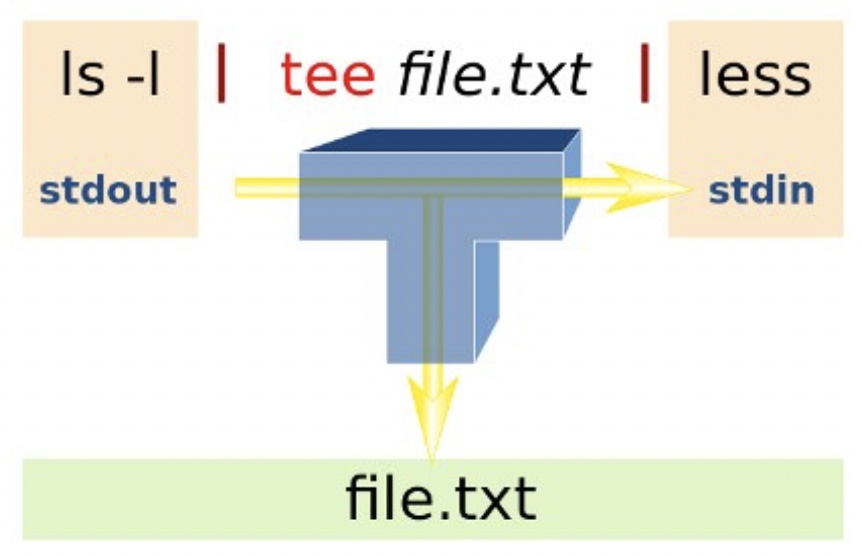 ls -l | tee file.txt | less
stdout stdin
file.txt